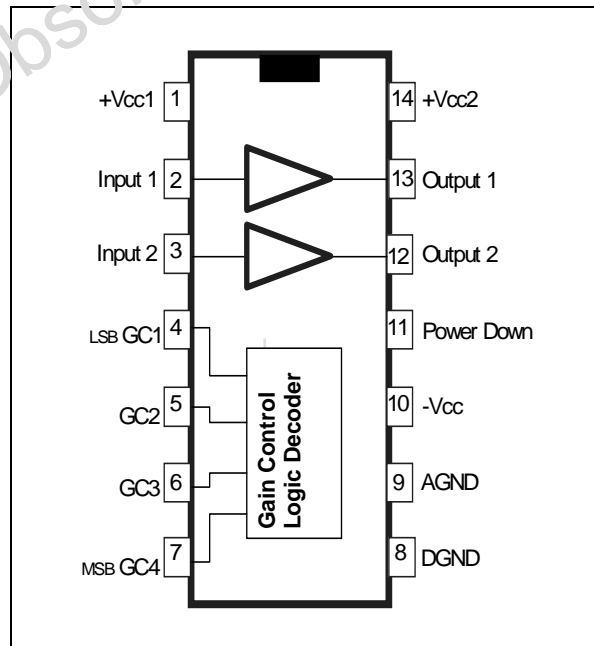 obso
+Vcc1 1
14 +Vcc2
Input 1 2
13 Output 1
Input 2 3
12 Output 2
LSB GC1 4
11 Power Down
GC2 5
10 -Vcc
GC3 6
9 AGND
MSB GC4 7
8 DGND
Gain Control
Logic Decoder